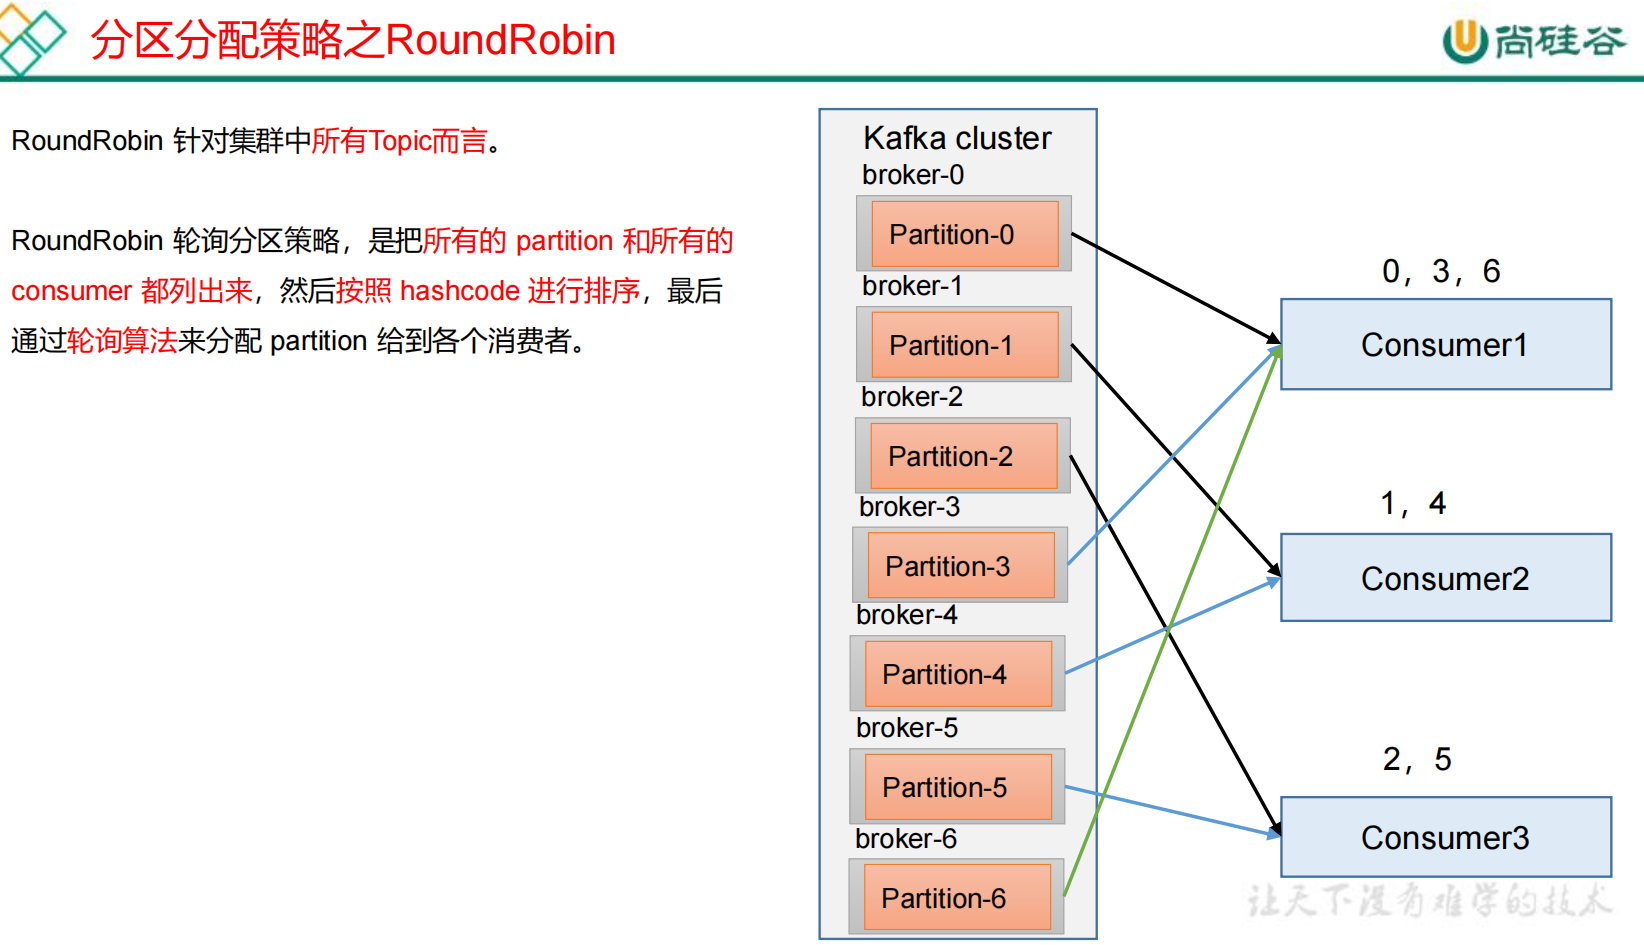 分区分配策略之RoundRobin
尚硅谷
RoundRobin 针对集群中所有Topic而言。
RoundRobin 轮询分区策略，是把所有的 partition 和所有的
consumer 都列出来，然后按照 hashcode 进行排序，最后
通过轮询算法来分配 partition 给到各个消费者。
Kafka cluster
broker-0
Partition-0
broker-1
Partition-1
broker-2
Partition-2
broker-3
Partition-3
broker-4
Partition-4
broker-5
Partition-5
broker-6
Partition-6
0，3，6
Consumer1
1，4
Consumer2
2，5
Consumer3
让天下没有难学的技术